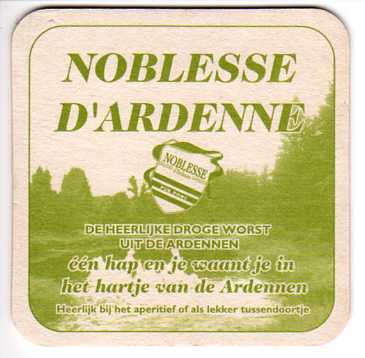 NOBLESSE
D'ARDENNE
NOBLESSE
DE HEERLIJKE DROGE WORST
UIT DE ARDENNEN
één hap en je waant je in
het hartje van de Ardennen
Heerlijk bij het aperitief of als lekker tussendoortje